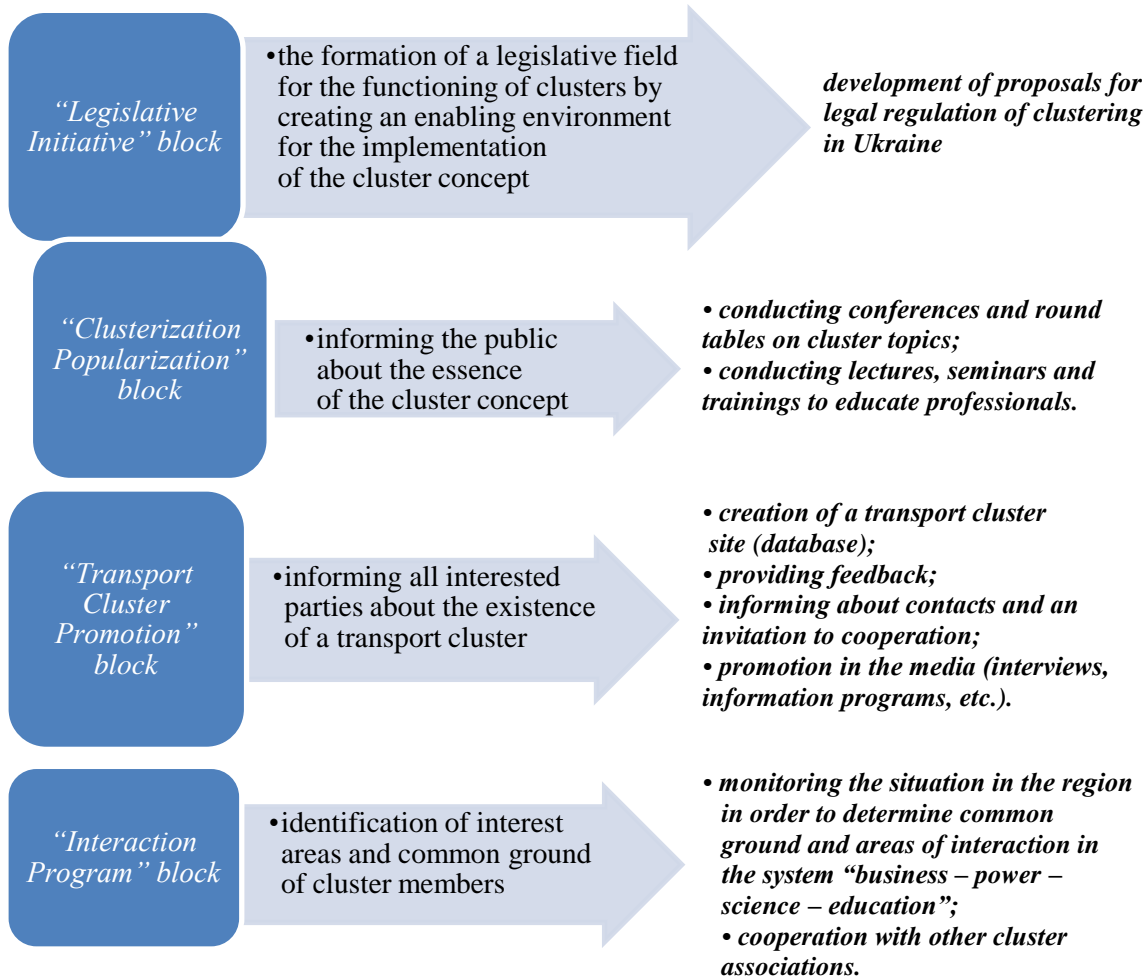 “Legislative
Initiative” block
•the formation of a legislative field
for the functioning of clusters by
creating an enabling environment
for the implementation
of the cluster concept
development of proposals for
legal regulation of clustering
in Ukraine
“Clusterization
Popularization”
block
•informing the public
about the essence
of the cluster concept
• conducting conferences and round
tables on cluster topics;
• conducting lectures, seminars and
trainings to educate professionals.
“Transport
Cluster
Promotion”
block
•informing all interested
parties about the existence
of a transport cluster
• creation of a transport cluster
site (database);
• providing feedback;
• informing about contacts and an
invitation to cooperation;
• promotion in the media (interviews,
information programs, etc.).
“Interaction
Program” block
•identification of interest
areas and common ground
of cluster members
• monitoring the situation in the region
in order to determine common
ground and areas of interaction in
the system “business – power –
science – education”;
• cooperation with other cluster
associations.